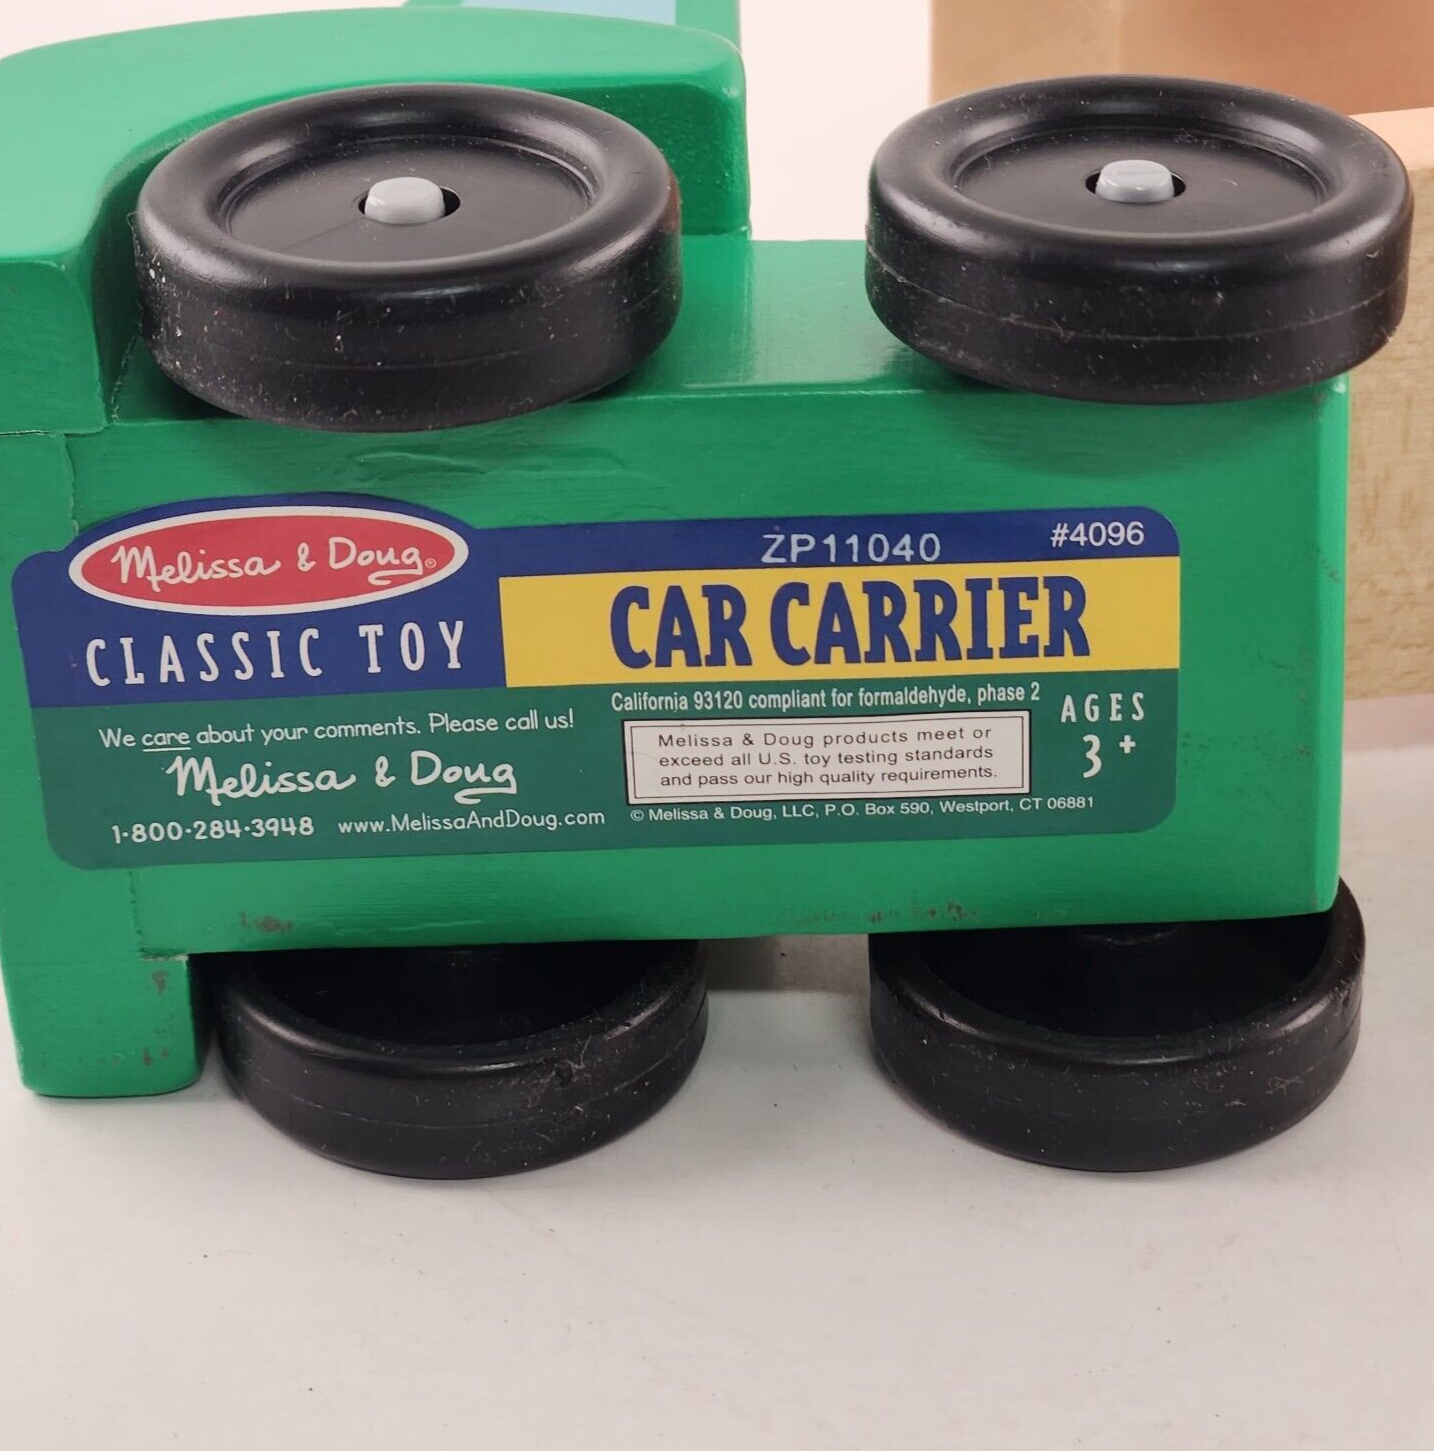 Melissa & Doug®
CLASSIC TOY
ZP11040
#4096
CAR CARRIER
We care about your comments. Please call us!
Melissa & Doug
1-800-284-3948 www.MelissaAndDoug.com
California 93120 compliant for formaldehyde, phase 2
Melissa & Doug products meet or
exceed all U.S. toy testing standards
and pass our high quality requirements.
© Melissa & Doug, LLC, P.O. Box 590, Westport, CT 06881
AGES
3+